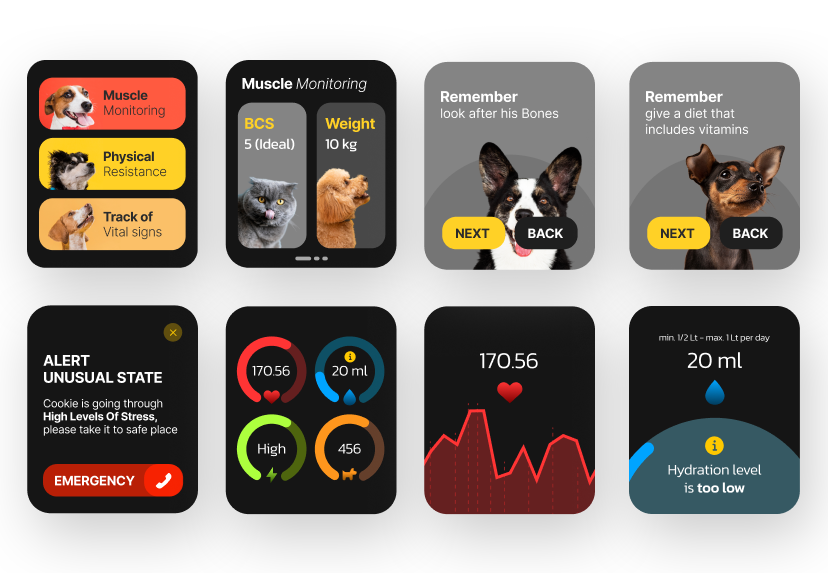 Muscle
Monitoring
Physical
Resistance
Track of
Vital signs
Muscle Monitoring
BCS
5 (Ideal)
Weight
10 kg
Remember
look after his Bones
NEXT
BACK
Remember
give a diet that
includes vitamins
NEXT
BACK
ALERT
UNUSUAL STATE
Cookie is going through
High Levels Of Stress,
please take it to safe place
EMERGENCY
170.56
i
20 ml
High
456
170.56
min. 1/2 Lt - max. 1 Lt per day
20 ml
i
Hydration level
is too low